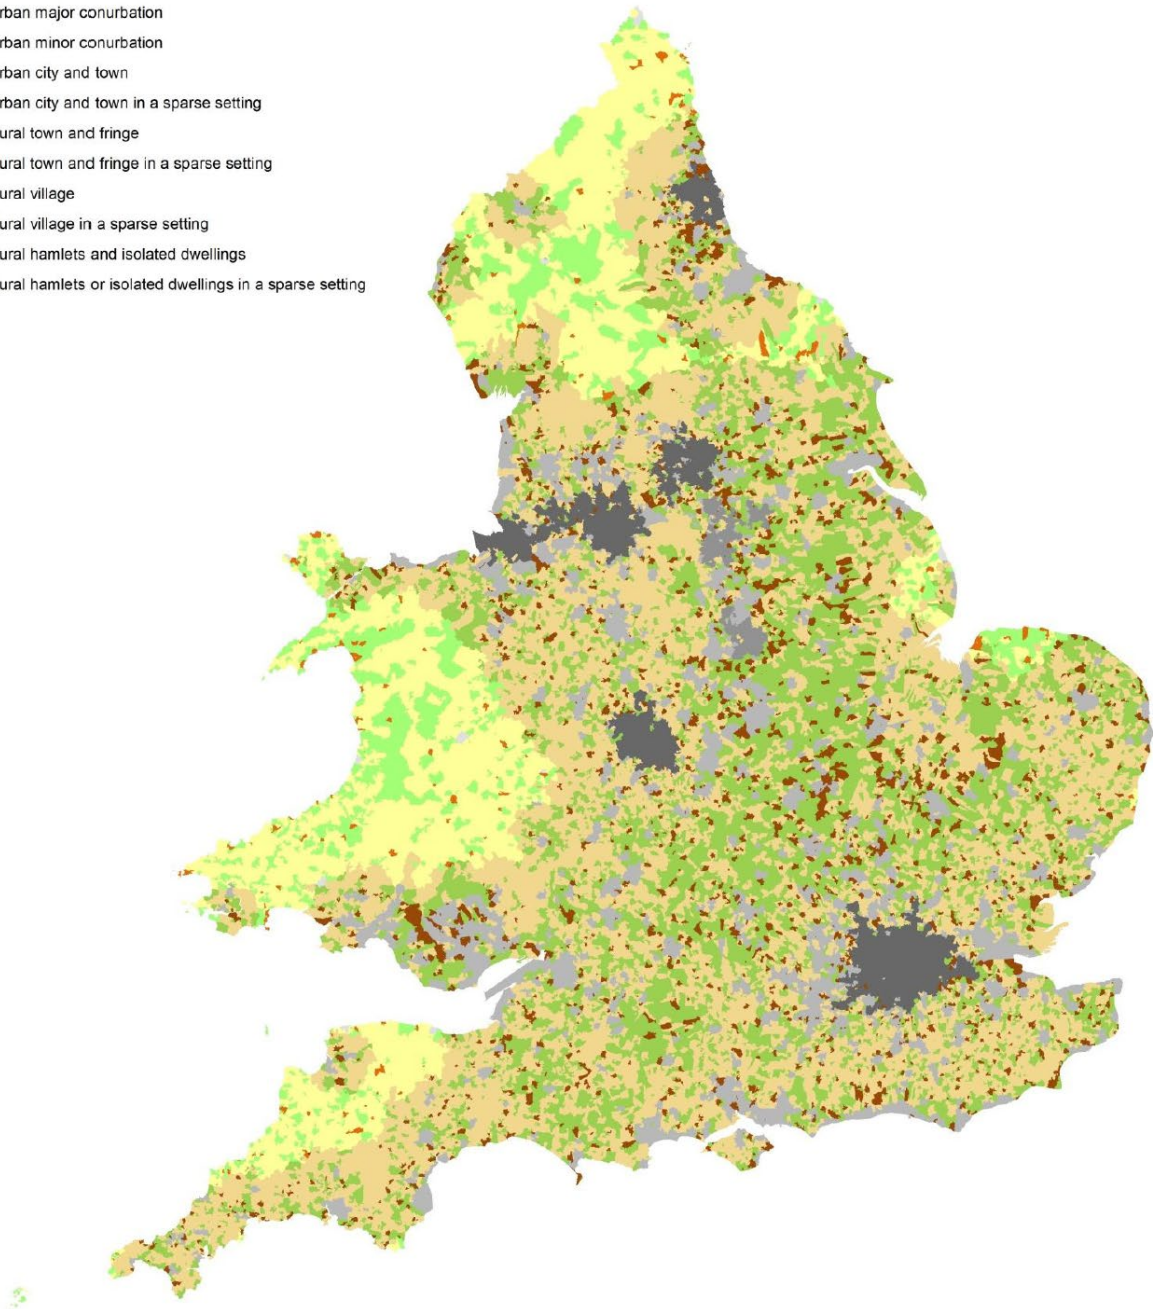 rban major conurbation
rban minor conurbation
rban city and town
rban city and town in a sparse setting
ural town and fringe
ural town and fringe in a sparse setting
ural village
ural village in a sparse setting
ural hamlets and isolated dwellings
ural hamlets or isolated dwellings in a sparse setting